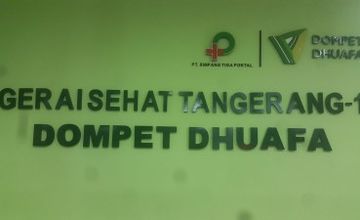 PT. SIMPANG TIGA PORTAL
DOMPET
DHUAFA
GERAI SEHAT TANGERANG-1
DOMPET DHUAFA